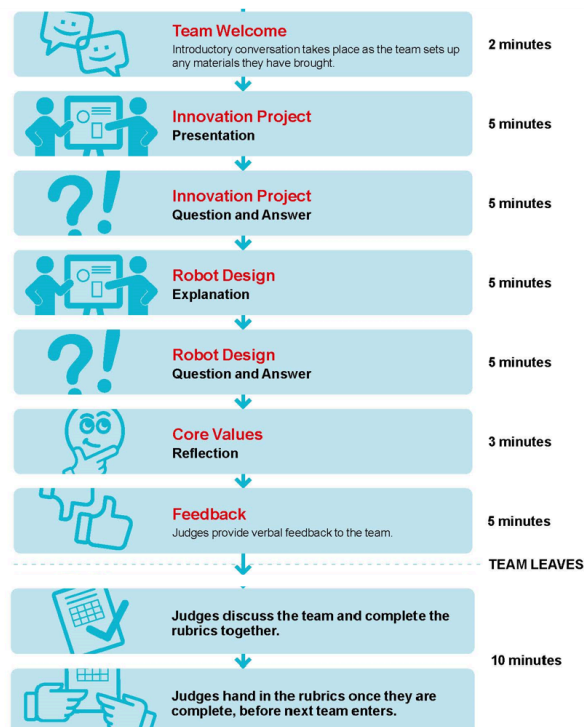 Team Welcome
Introductory conversation takes place as the team sets up
any materials they have brought.
2 minutes
Innovation Project
Presentation
5 minutes
Innovation Project
Question and Answer
5 minutes
Robot Design
Explanation
5 minutes
Robot Design
Question and Answer
5 minutes
Core Values
Reflection
3 minutes
Feedback
Judges provide verbal feedback to the team.
5 minutes
TEAM LEAVES
Judges discuss the team and complete the
rubrics together.
10 minutes
Judges hand in the rubrics once they are
complete, before next team enters.